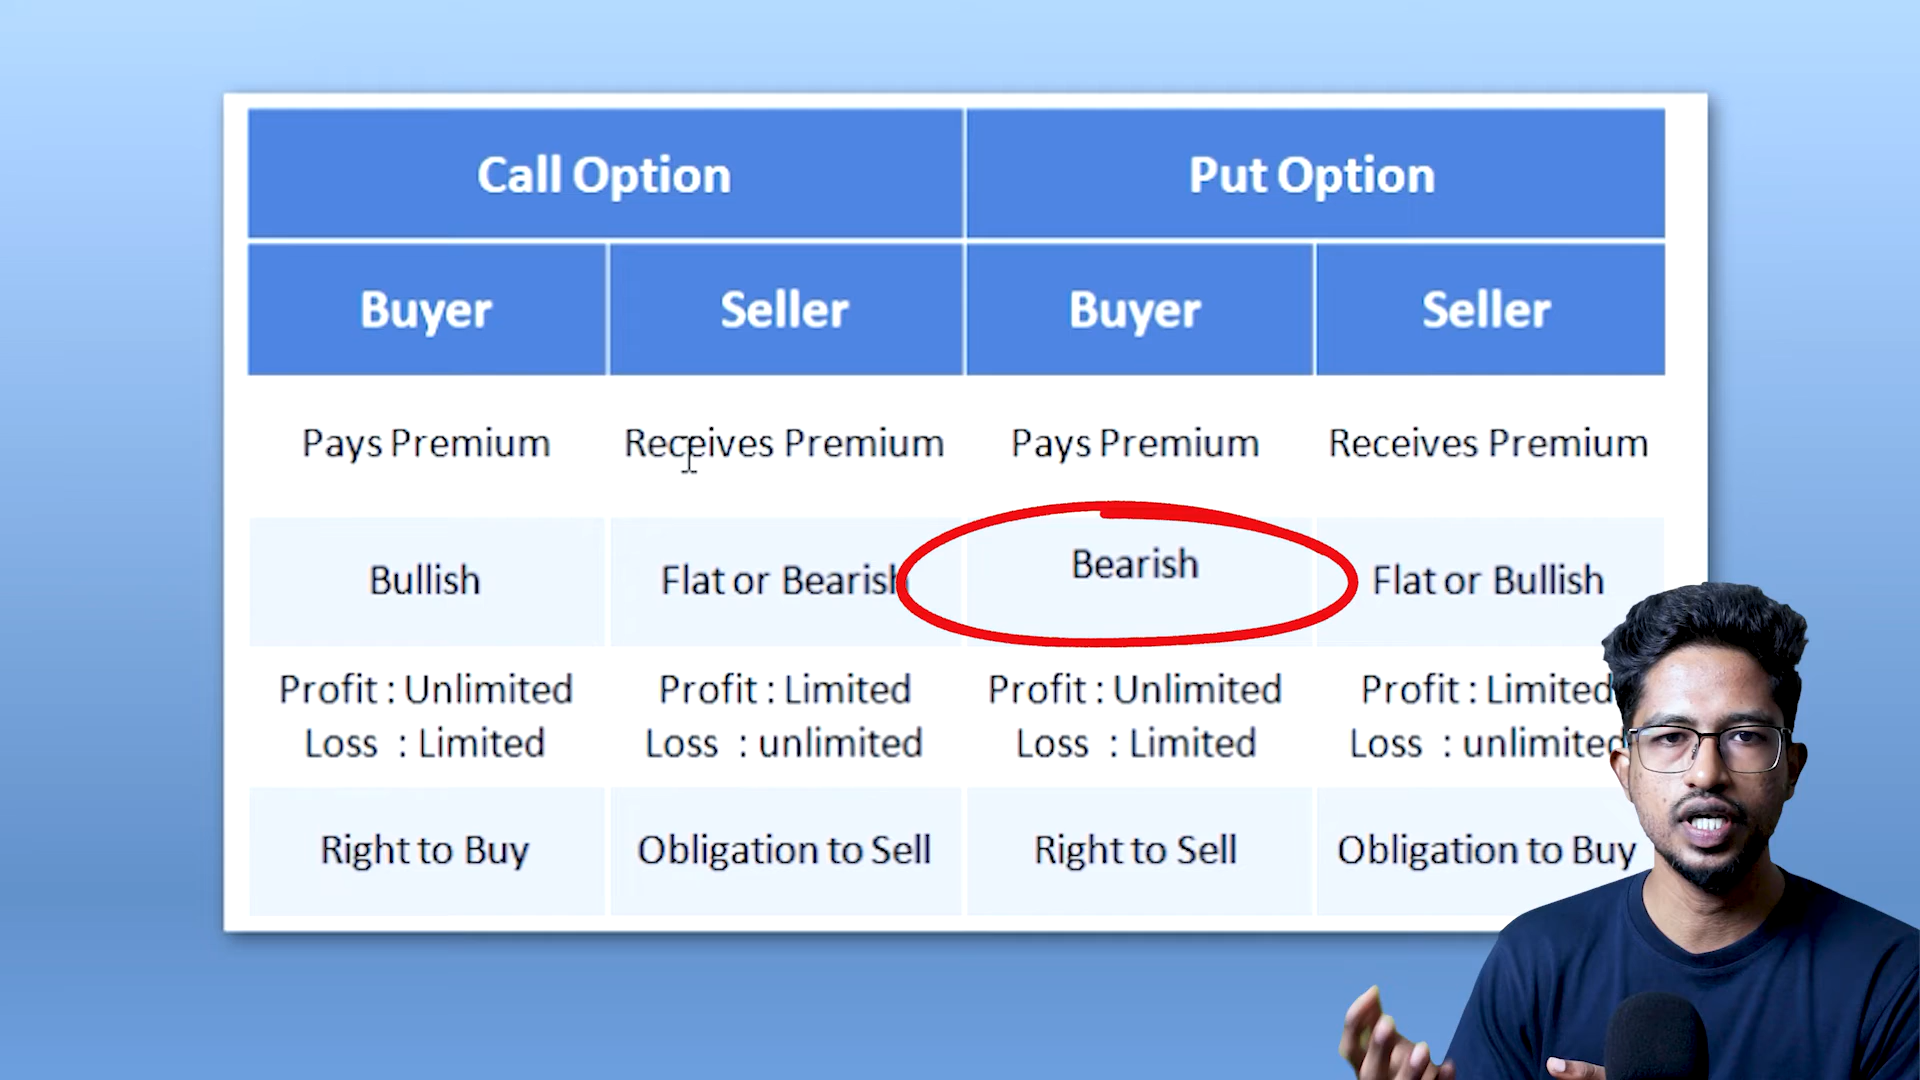 Call Option Put Option
Buyer Seller Buyer Seller
Pays Premium Receives Premium Pays Premium Receives Premium
Bullish Flat or Bearish Bearish Flat or Bullish
Profit : Unlimited Profit : Limited Profit : Unlimited Profit : Limited
Loss : Limited Loss : unlimited Loss : Limited Loss : unlimited
Right to Buy Obligation to Sell Right to Sell Obligation to Buy